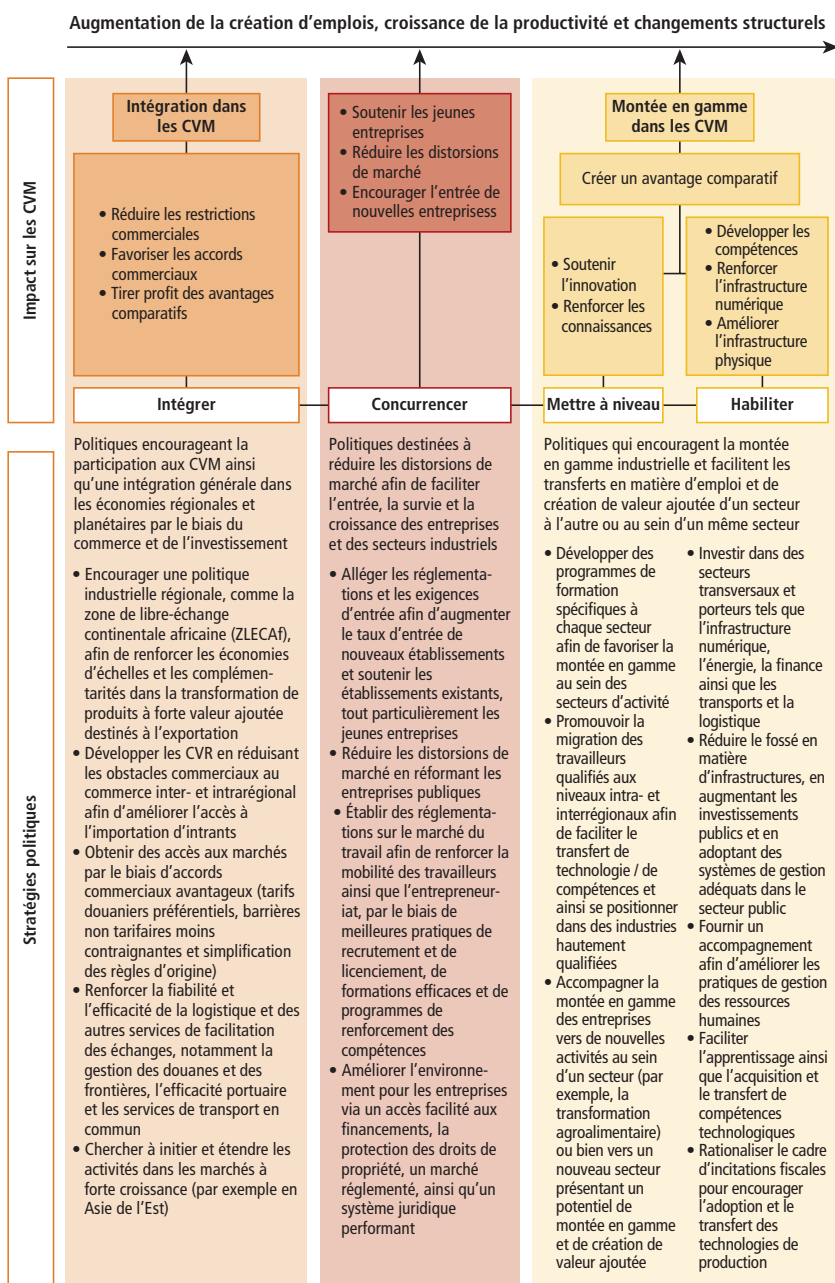 Augmentation de la création d'emplois, croissance de la productivité et changements structurels
Impact sur les CVM
Intégration dans
les CVM
• Réduire les restrictions
commerciales
• Favoriser les accords
commerciaux
• Tirer profit des avantages
comparatifs
• Soutenir les jeunes
entreprises
• Réduire les distorsions
de marché
• Encourager l'entrée de
nouvelles entreprisess
Montée en gamme
dans les CVM
Créer un avantage comparatif
• Soutenir
l'innovation
• Renforcer les
connaissances
• Développer les
compétences
• Renforcer
l'infrastructure
numérique
• Améliorer
l'infrastructure
physique
Intégrer
Concurrencer
Mettre à niveau
Habiliter
Stratégies politiques
Politiques encourageant la
participation aux CVM ainsi
qu'une intégration générale dans
les économies régionales et
planétaires par le biais du
commerce et de l'investissement
• Encourager une politique
industrielle régionale, comme la
zone de libre-échange
continentale africaine (ZLECAf),
afin de renforcer les économies
d'échelles et les complémen-
tarités dans la transformation de
produits à forte valeur ajoutée
destinés à l'exportation
• Développer les CVR en réduisant
les obstacles commerciaux au
commerce inter- et intrarégional
afin d'améliorer l'accès à
l'importation d'intrants
• Obtenir des accès aux marchés
par le biais d'accords
commerciaux avantageux (tarifs
douaniers préférentiels, barrières
non tarifaires moins
contraignantes et simplification
des règles d'origine)
• Renforcer la fiabilité et
l'efficacité de la logistique et des
autres services de facilitation
des échanges, notamment la
gestion des douanes et des
frontières, l'efficacité portuaire
et les services de transport en
commun
• Chercher à initier et étendre les
activités dans les marchés à
forte croissance (par exemple en
Asie de l'Est)
Politiques destinées à
réduire les distorsions de
marché afin de faciliter
l'entrée, la survie et la
croissance des entreprises
et des secteurs industriels
• Alléger les réglementa-
tions et les exigences
d'entrée afin d'augmenter
le taux d'entrée de
nouveaux établissements
et soutenir les
établissements existants,
tout particulièrement les
jeunes entreprises
• Réduire les distorsions de
marché en réformant les
entreprises publiques
• Établir des réglementa-
tions sur le marché du
travail afin de renforcer la
mobilité des travailleurs
ainsi que l'entrepreneur-
iat, par le biais de
meilleures pratiques de
recrutement et de
licenciement, de
formations efficaces et de
programmes de
renforcement des
compétences
• Améliorer l'environne-
ment pour les entreprises
via un accès facilité aux
financements, la
protection des droits de
propriété, un marché
réglementé, ainsi qu'un
système juridique
performant
Politiques qui encouragent la montée
en gamme industrielle et facilitent les
transferts en matière d'emploi et de
création de valeur ajoutée d'un secteur
à l'autre ou au sein d'un même secteur
• Développer des
programmes de
formation
spécifiques à
chaque secteur
afin de favoriser la
montée en gamme
au sein des
secteurs d'activité
• Promouvoir la
migration des
travailleurs
qualifiés aux
niveaux intra- et
interrégionaux afin
de faciliter le
transfert de
technologie / de
compétences et
ainsi se positionner
dans des industries
hautement
qualifiées
• Accompagner la
montée en gamme
des entreprises
vers de nouvelles
activités au sein
d'un secteur (par
exemple, la
transformation
agroalimentaire)
ou bien vers un
nouveau secteur
présentant un
potentiel de
montée en gamme
et de création de
valeur ajoutée
• Investir dans des
secteurs
transversaux et
porteurs tels que
l'infrastructure
numérique,
l'énergie, la finance
ainsi que les
transports et la
logistique
• Réduire le fossé en
matière
d'infrastructures, en
augmentant les
investissements
publics et en
adoptant des
systèmes de gestion
adéquats dans le
secteur public
• Fournir un
accompagnement
afin d'améliorer les
pratiques de gestion
des ressources
humaines
• Faciliter
l'apprentissage ainsi
que l'acquisition et
le transfert de
compétences
technologiques
• Rationaliser le cadre
d'incitations fiscales
pour encourager
l'adoption et le
transfert des
technologies de
production